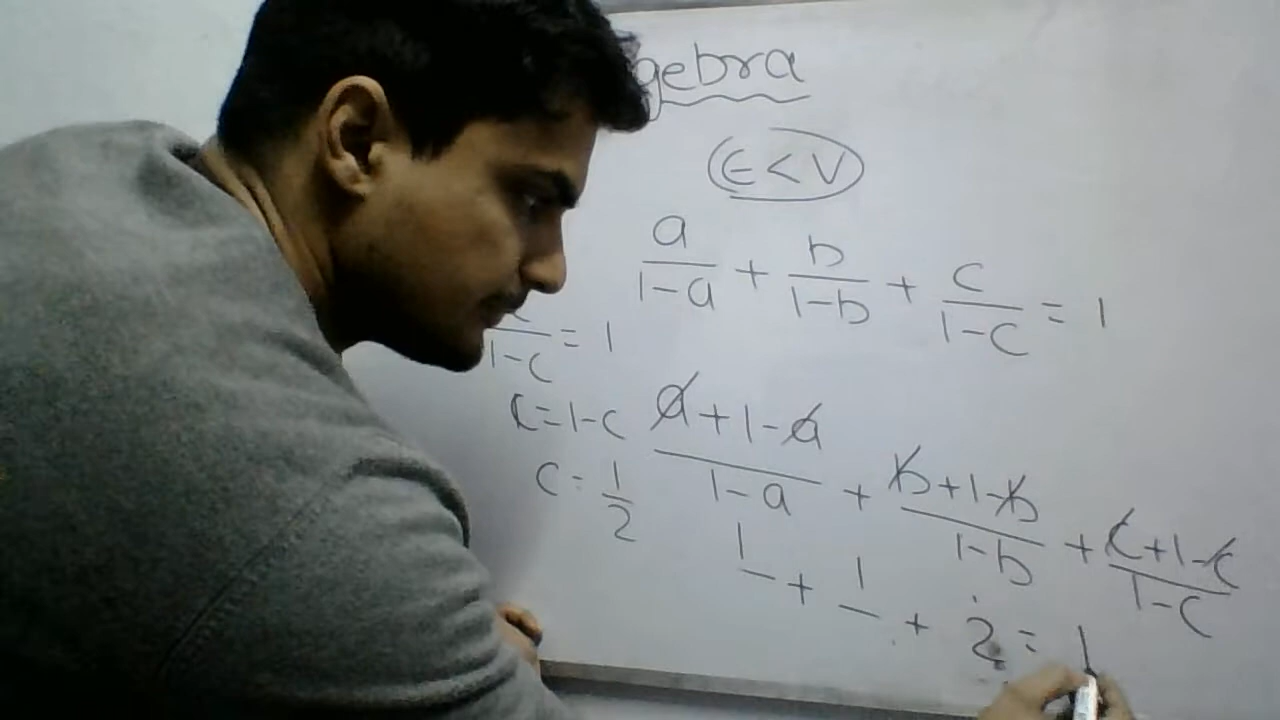 gebra
E < V
a/(1-a) + b/(1-b) + c/(1-c) = 1
/(1-c) = 1
c = 1-c
c = 1/2
(a+1-a)/(1-a) + (b+1-b)/(1-b) + (c+1-c)/(1-c)
1/ + 1/ + 2 = 1